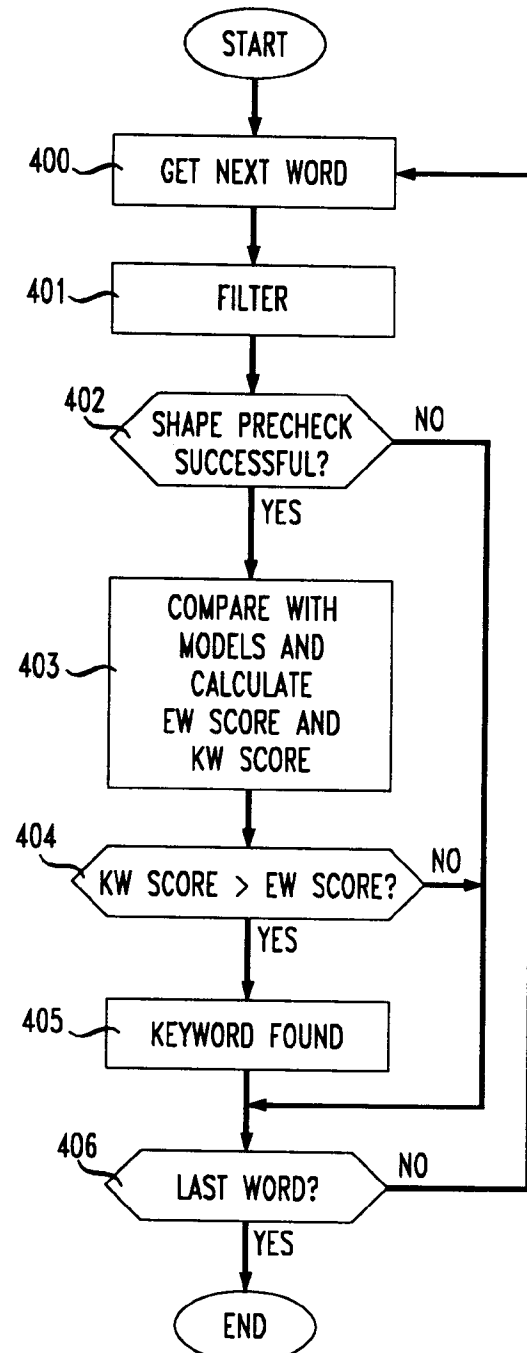 START
400
GET NEXT WORD
401
FILTER
402
SHAPE PRECHECK
SUCCESSFUL?
NO
YES
403
COMPARE WITH
MODELS AND
CALCULATE
EW SCORE AND
KW SCORE
404
KW SCORE > EW SCORE?
NO
YES
405
KEYWORD FOUND
406
LAST WORD?
NO
YES
END